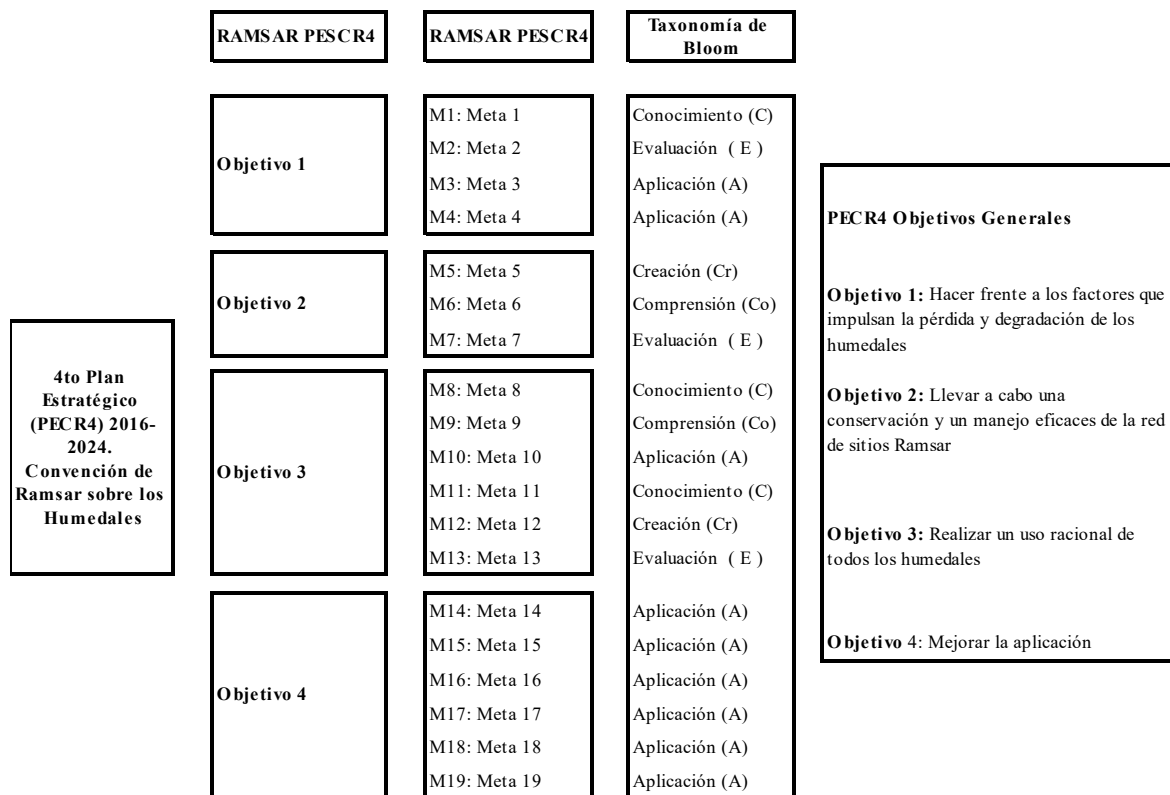 RAMSAR PESCR4
RAMSAR PESCR4
Taxonomía de
Bloom
4to Plan
Estratégico
(PECR4) 2016-
2024.
Convención de
Ramsar sobre los
Humedales
Objetivo 1
M1: Meta 1
Conocimiento (C)
M2: Meta 2
Evaluación ( E )
M3: Meta 3
Aplicación (A)
M4: Meta 4
Aplicación (A)
Objetivo 2
M5: Meta 5
Creación (Cr)
M6: Meta 6
Comprensión (Co)
M7: Meta 7
Evaluación ( E )
Objetivo 3
M8: Meta 8
Conocimiento (C)
M9: Meta 9
Comprensión (Co)
M10: Meta 10
Aplicación (A)
M11: Meta 11
Conocimiento (C)
M12: Meta 12
Creación (Cr)
M13: Meta 13
Evaluación ( E )
Objetivo 4
M14: Meta 14
Aplicación (A)
M15: Meta 15
Aplicación (A)
M16: Meta 16
Aplicación (A)
M17: Meta 17
Aplicación (A)
M18: Meta 18
Aplicación (A)
M19: Meta 19
Aplicación (A)
PECR4 Objetivos Generales
Objetivo 1: Hacer frente a los factores que
impulsan la pérdida y degradación de los
humedales
Objetivo 2: Llevar a cabo una
conservación y un manejo eficaces de la red
de sitios Ramsar
Objetivo 3: Realizar un uso racional de
todos los humedales
Objetivo 4: Mejorar la aplicación